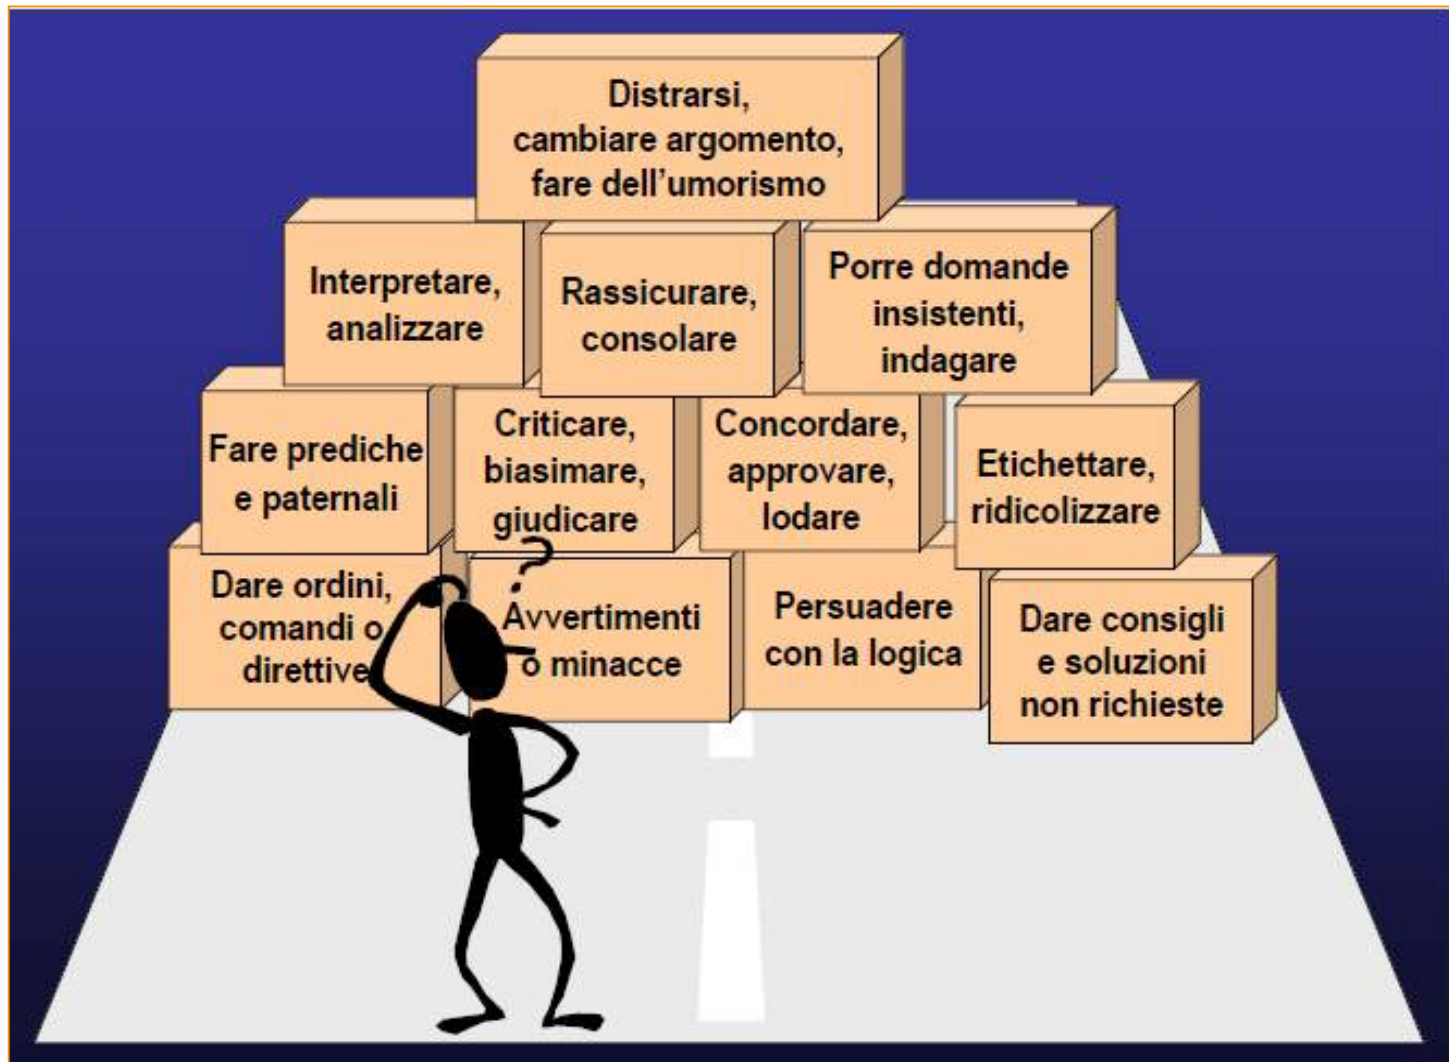 Distrarsi,
cambiare argomento,
fare dell'umorismo
Interpretare,
analizzare
Rassicurare,
consolare
Porre domande
insistenti,
indagare
Fare prediche
e paternali
Criticare,
biasimare,
giudicare
Concordare,
approvare,
lodare
Etichettare,
ridicolizzare
Dare ordini,
comandi o
direttive
?
Avvertimenti
o minacce
Persuadere
con la logica
Dare consigli
e soluzioni
non richieste